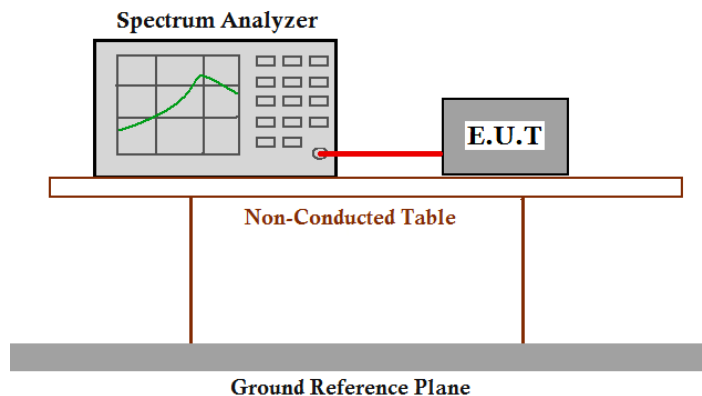 Spectrum Analyzer
E.U.T
Non-Conducted Table
Ground Reference Plane